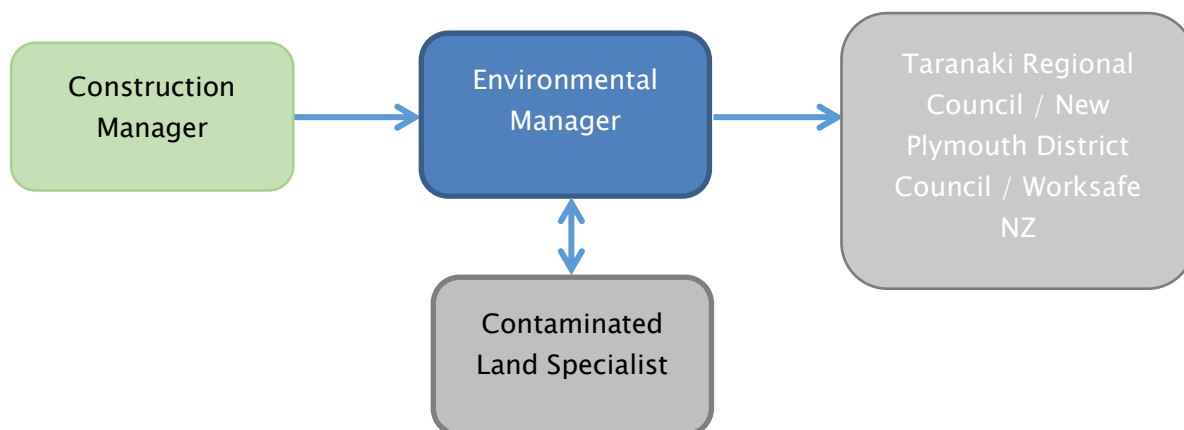 Construction
Manager
Environmental
Manager
Taranaki Regional
Council / New
Plymouth District
Council / Worksafe
NZ
Contaminated
Land Specialist